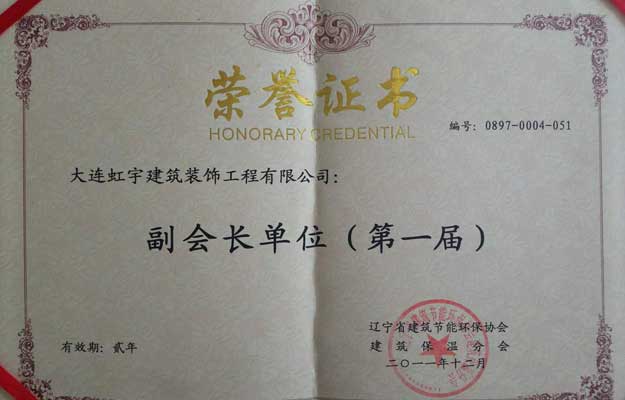 荣誉证书
HONORARY CREDENTIAL
编号：0897-0004-051
大连虹宇建筑装饰工程有限公司：
副会长单位（第一届）
辽宁省建筑节能环保协会
建筑保温分会
有效期：贰年
二〇一一年十二月